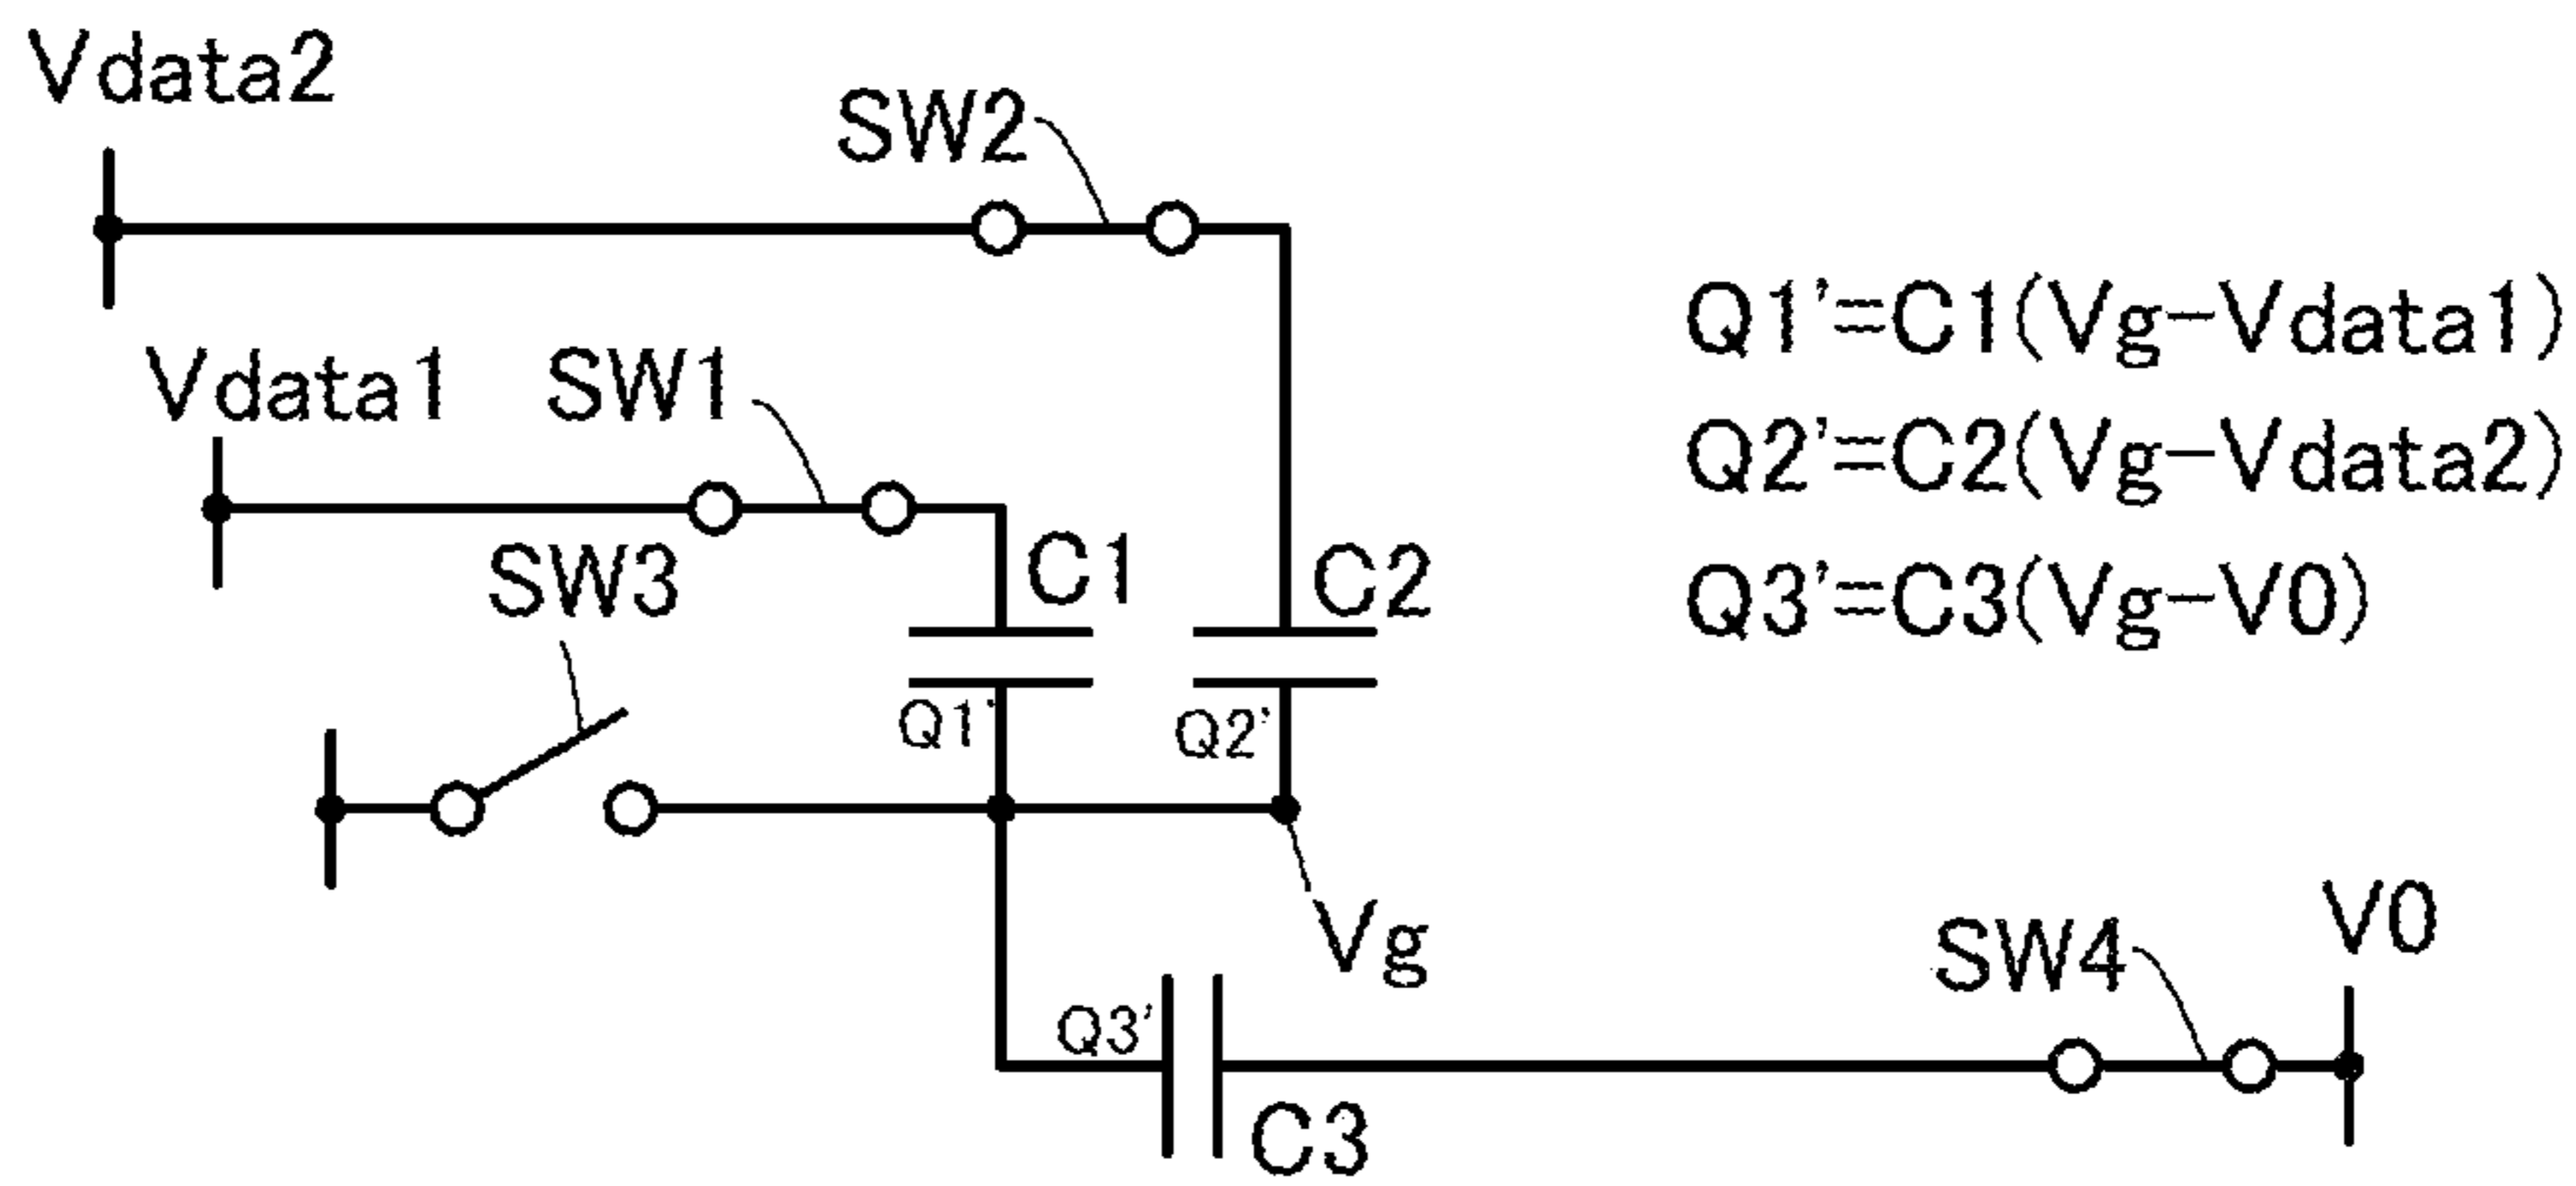 Vdata2
SW2
Vdata1
SW1
SW3
C1
C2
Q1'=C1(Vg-Vdata1)
Q2'=C2(Vg-Vdata2)
Q3'=C3(Vg-V0)
Q1'
Q2'
Vg
Q3'
C3
SW4
V0